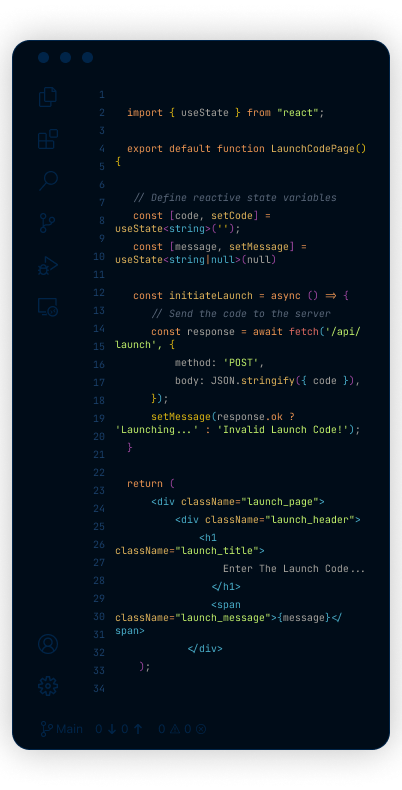 1
2 import { useState } from "react";
3
4 export default function LaunchCodePage()
5 {
6
7 // Define reactive state variables
8 const [code, setCode] =
useState<string>('');
9 const [message, setMessage] =
10 useState<string|null>(null)
11
12 const initiateLaunch = async () => {
13 // Send the code to the server
14 const response = await fetch('/api/
15 launch', {
16 method: 'POST',
17 body: JSON.stringify({ code }),
18 });
19 setMessage(response.ok ?
20 'Launching...' : 'Invalid Launch Code!');
21 }
22
23 return (
24 <div className="launch_page">
25 <div className="launch_header">
26 <h1
27 className="launch_title">
28 Enter The Launch Code...
</h1>
29 <span
30 className="launch_message">{message}</
31 span>
32 </div>
33 );
34
Main 0 ↓ 0 ↑ 0 0